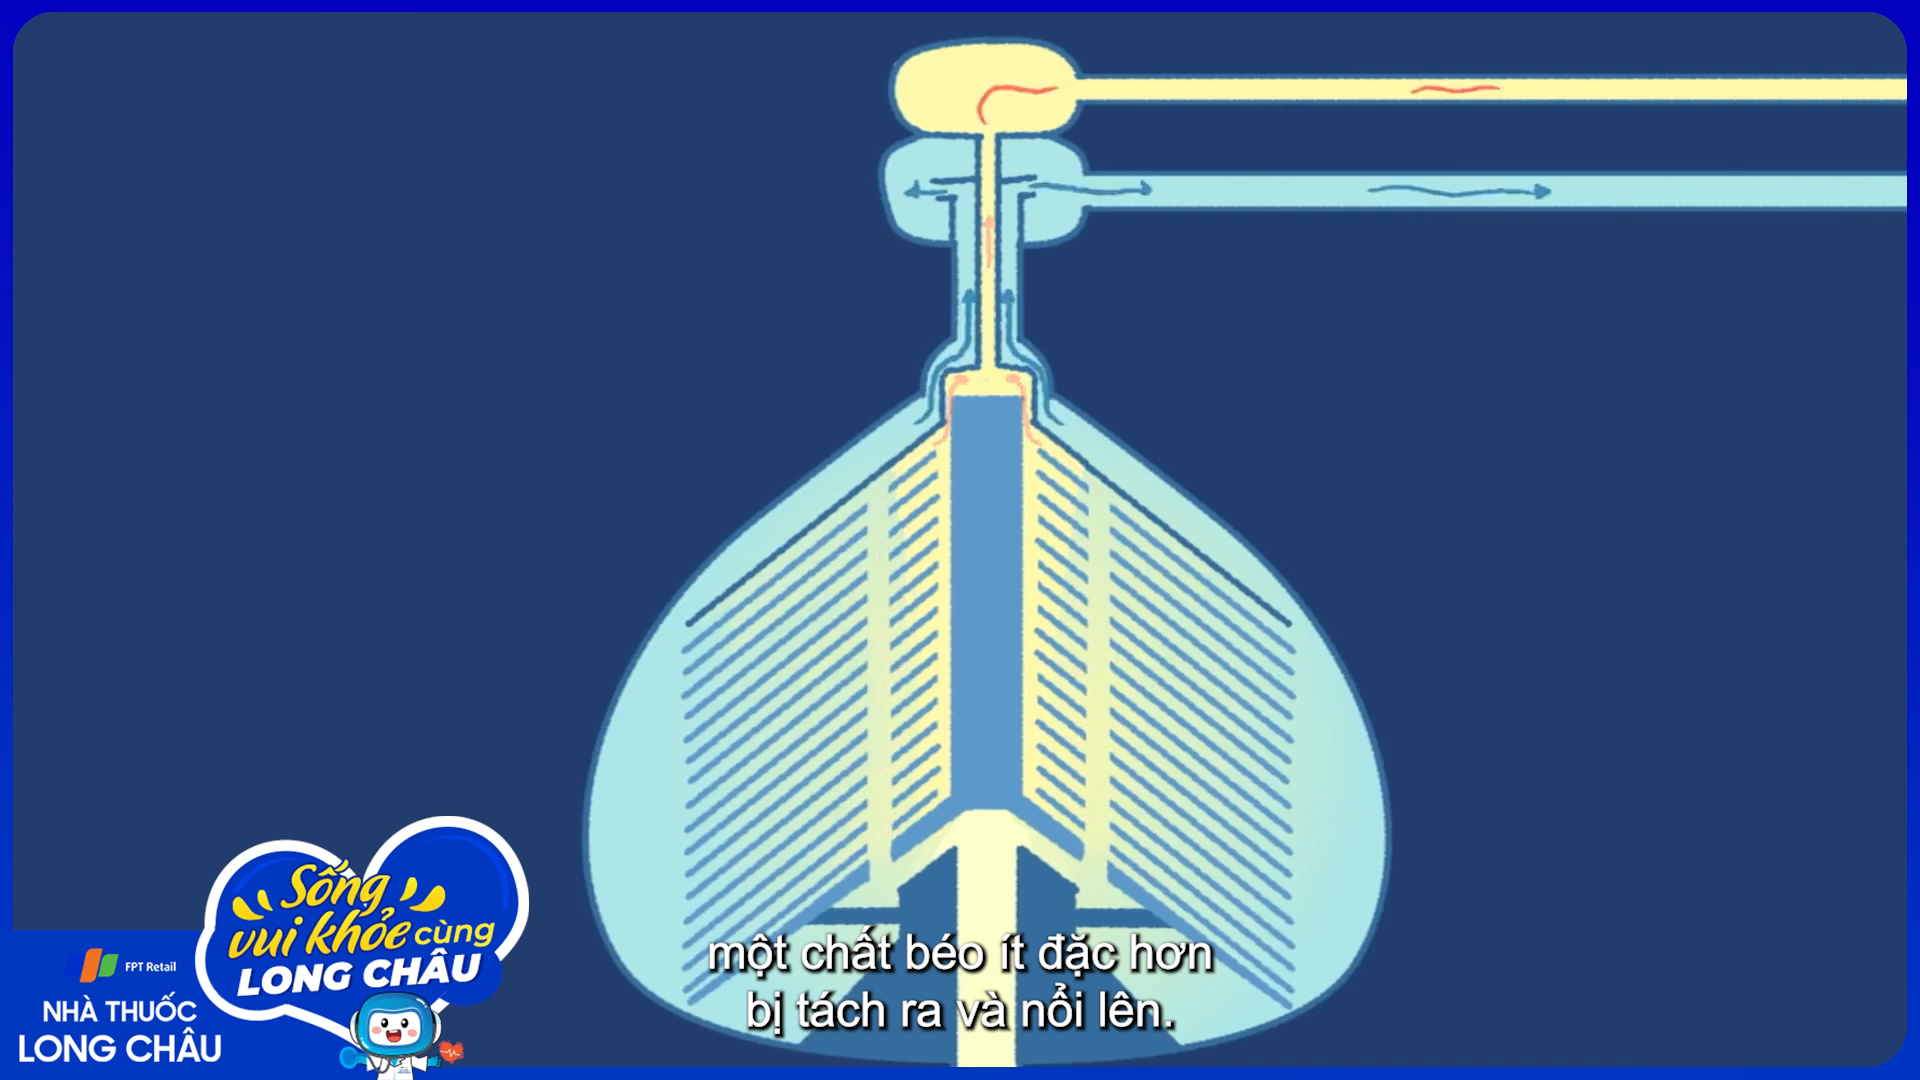 một chất béo ít đặc hơn
bị tách ra và nổi lên.
Sống
vui khỏe cùng
LONG CHÂU
FPT Retail
NHÀ THUỐC
LONG CHÂU